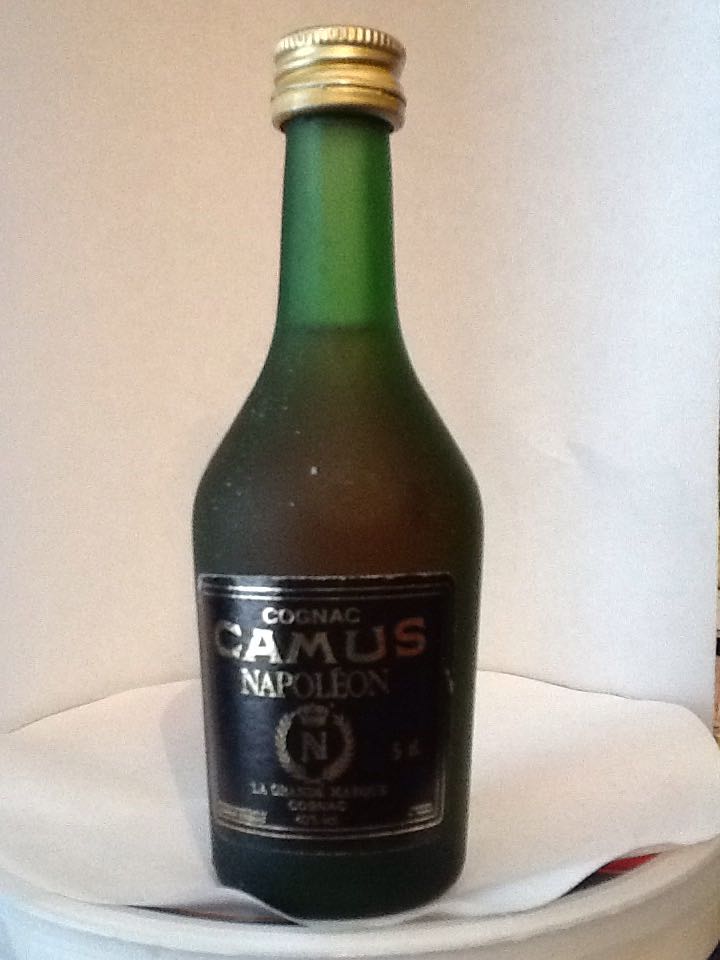 COGNAC
CAMUS
NAPOLÉON
N
5 cl
LA GRANDE MARQUE
COGNAC